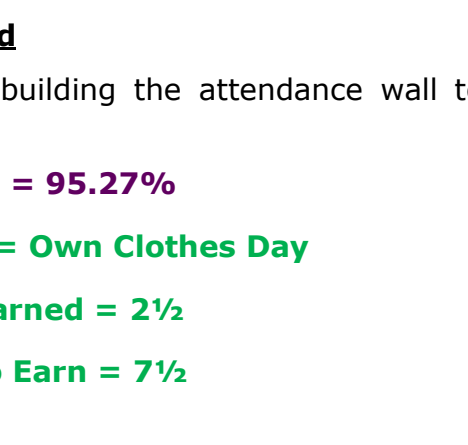 d
building the attendance wall t
= 95.27%
= Own Clothes Day
arned = 2½
Earn = 7½